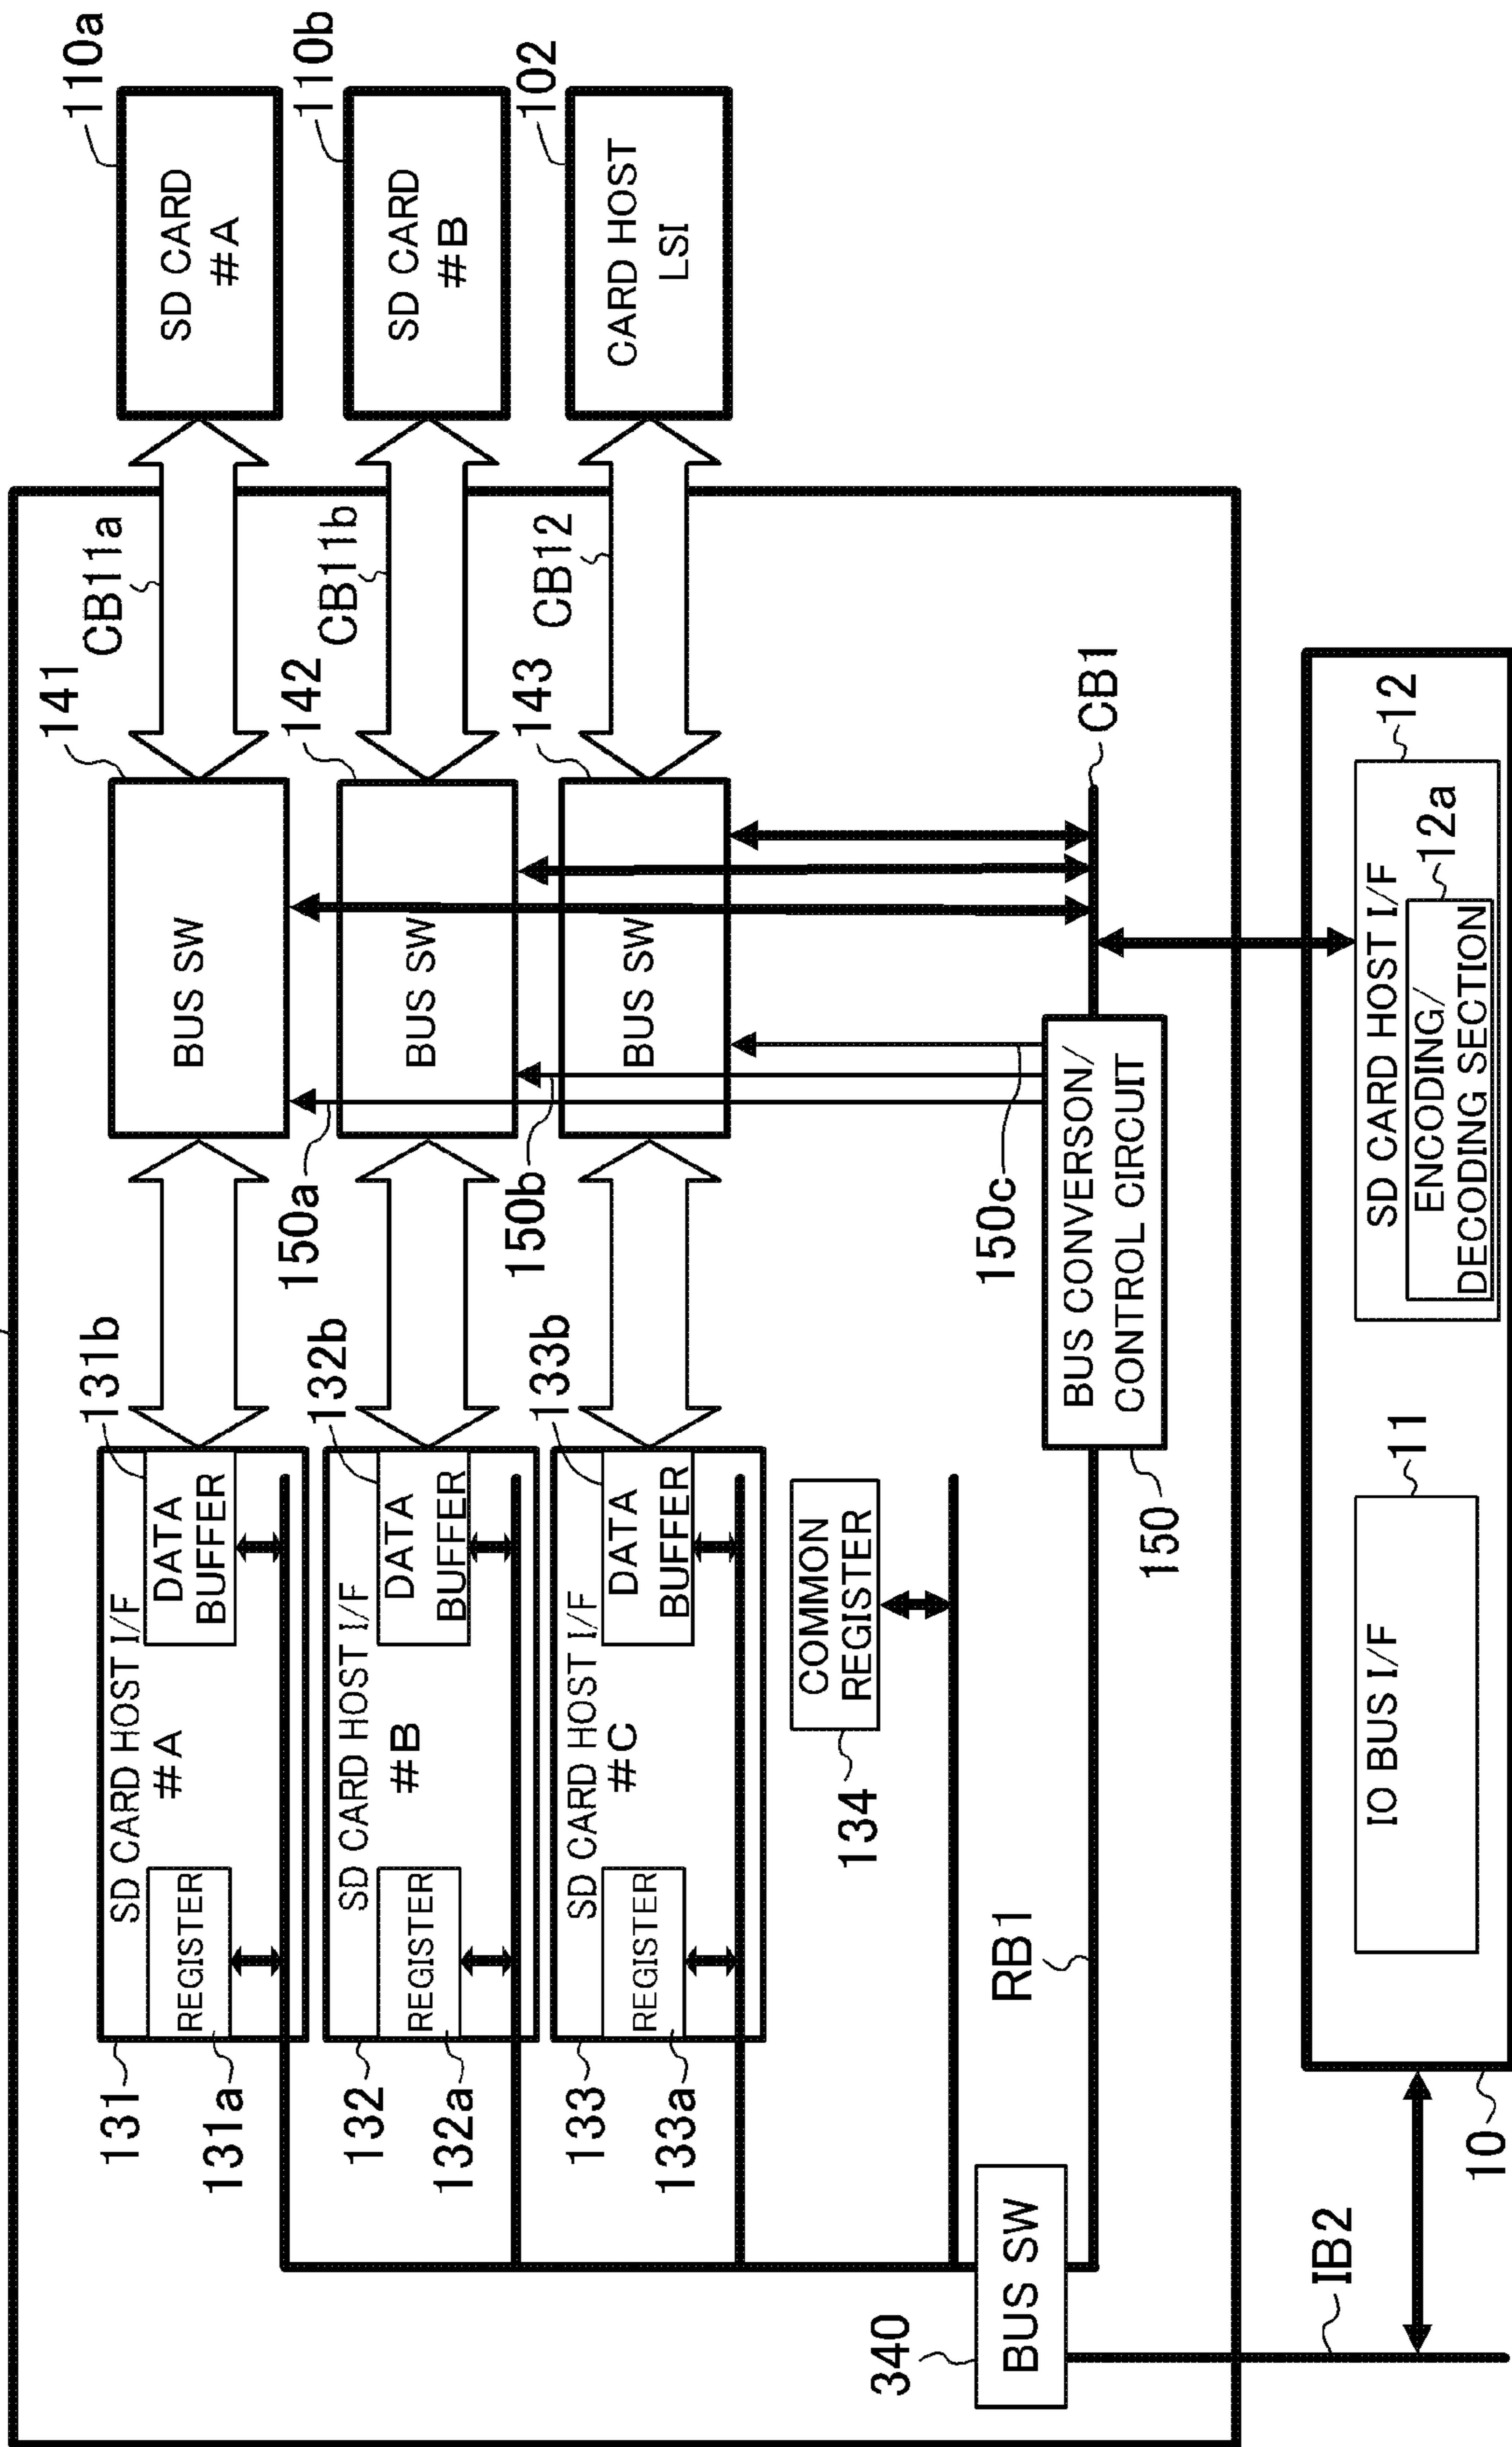 110a
SD CARD
#A
110b
SD CARD
#B
102
CARD HOST
LSI
CB11a
CB11b
CB12
141
BUS SW
142
BUS SW
143
BUS SW
150a
150b
150c
CB1
131b
SD CARD HOST I/F
#A
DATA
BUFFER
REGISTER
131
131a
132b
SD CARD HOST I/F
#B
DATA
BUFFER
REGISTER
132
132a
133b
SD CARD HOST I/F
#C
DATA
BUFFER
REGISTER
133
133a
COMMON
REGISTER
134
RB1
BUS CONVERSON/
CONTROL CIRCUIT
150
340
BUS SW
IB2
10
IO BUS I/F
11
SD CARD HOST I/F
12
ENCODING/
DECODING SECTION
12a